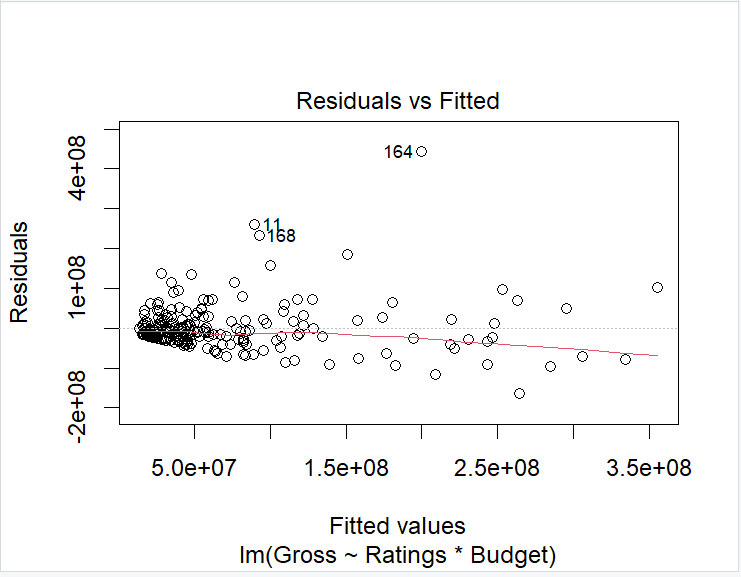 Residuals vs Fitted
Residuals
4e+08
1e+08
-2e+08
164
11
168
5.0e+07
1.5e+08
2.5e+08
3.5e+08
Fitted values
lm(Gross ~ Ratings * Budget)